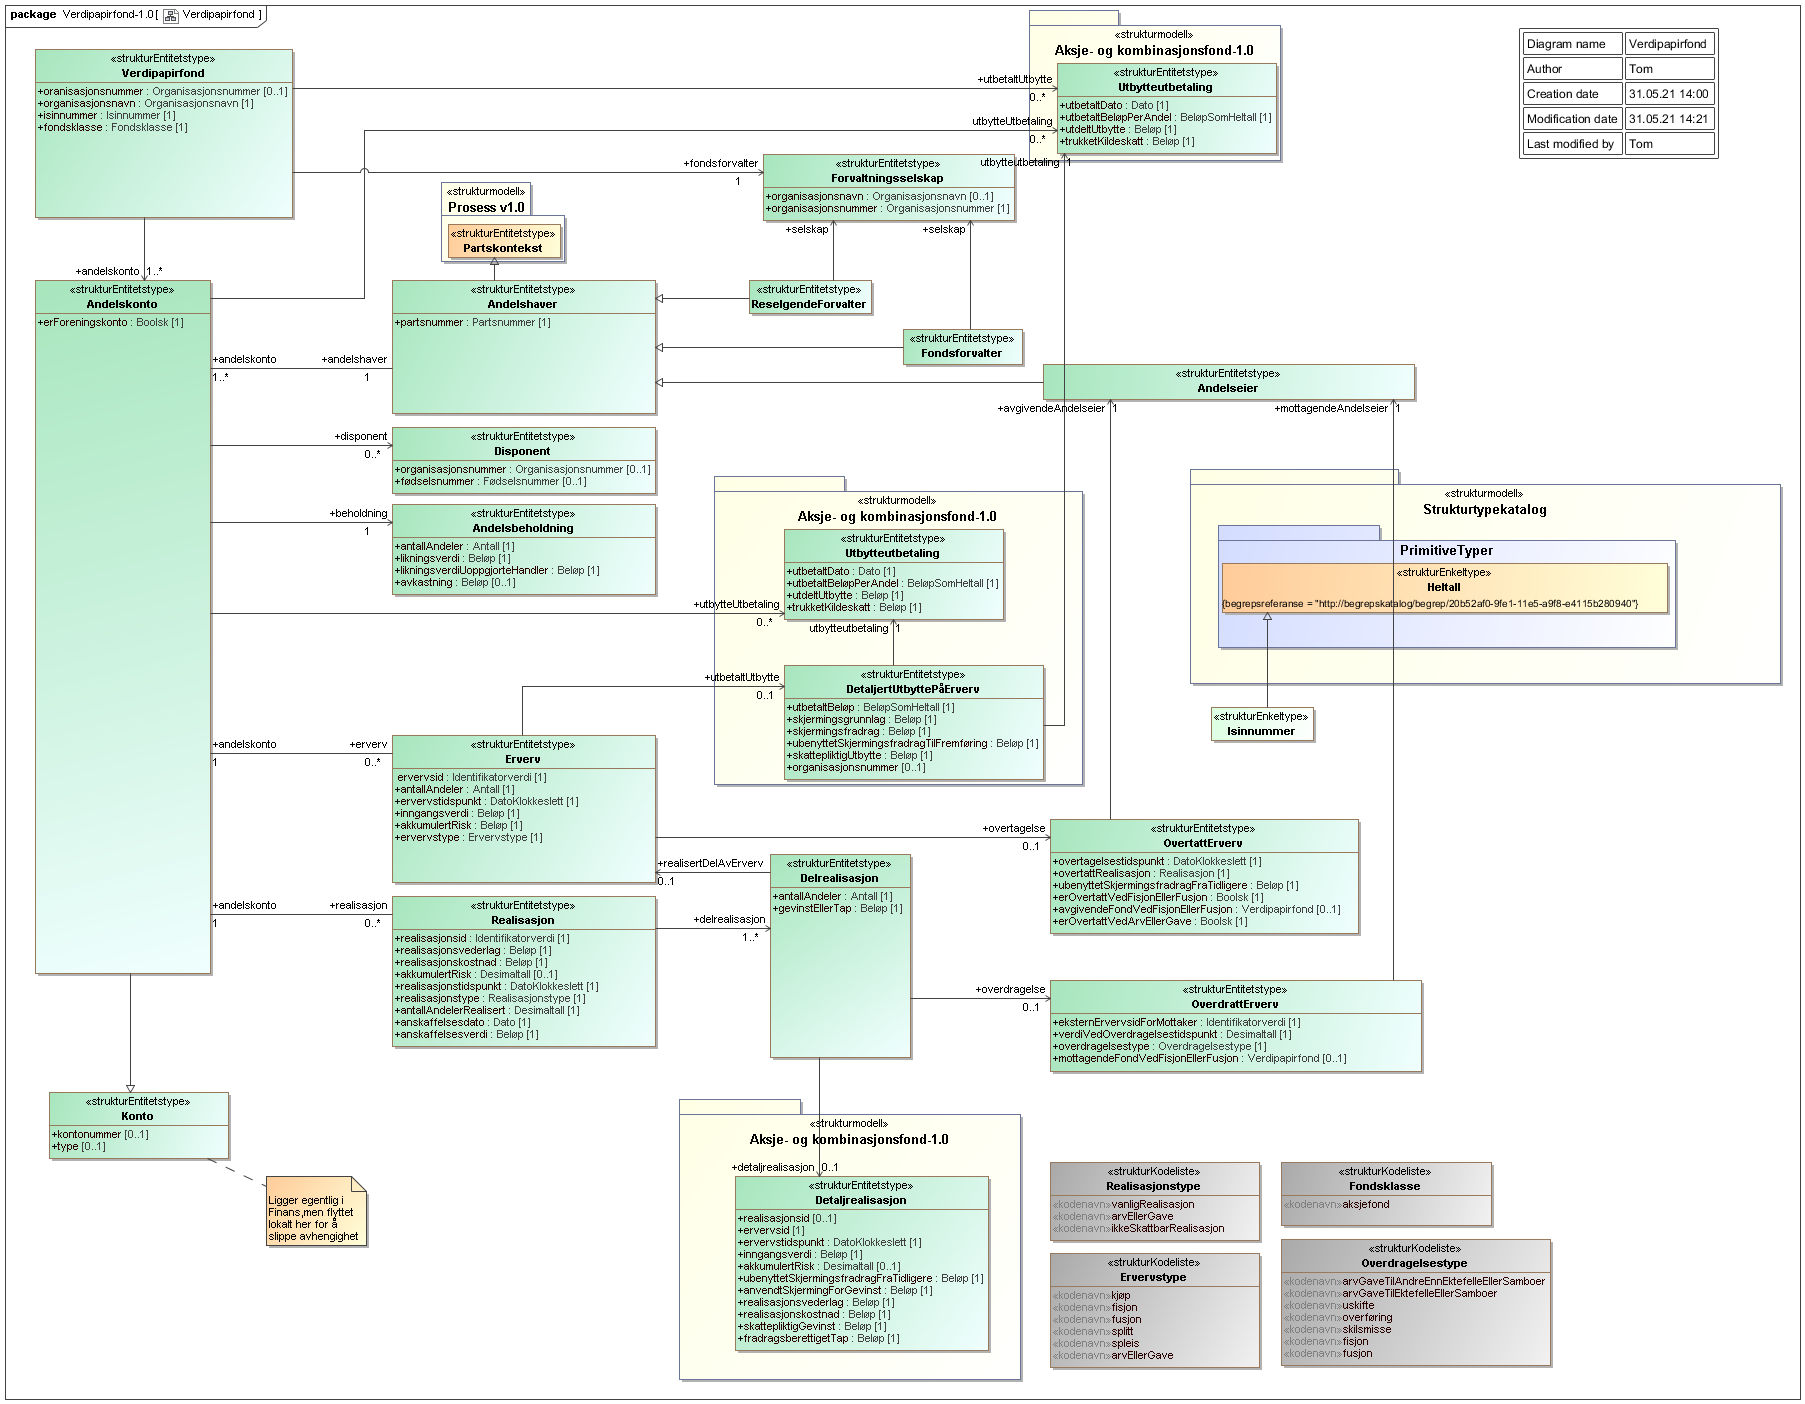 package Verdipapirfond-1.0[ Verdipapirfond ]
Diagram name Verdipapirfond
Author Tom
Creation date 31.05.21 14:00
Modification date 31.05.21 14:21
Last modified by Tom
«strukturEntitetstype»
Verdipapirfond
+oranisasjonsnummer : Organisasjonsnummer [0..1]
+organisasjonsnavn : Organisasjonsnavn [1]
+isinnummer : Isinnummer [1]
+fondsklasse : Fondsklasse [1]
«strukturmodell»
Aksje- og kombinasjonsfond-1.0
«strukturEntitetstype»
Utbytteutbetaling
+utbetaltDato : Dato [1]
+utbetaltBeløpPerAndel : BeløpSomHeltall [1]
+utdeltUtbytte : Beløp [1]
+trukketKildeskatt : Beløp [1]
+utbetaltUtbytte
0..*
utbytteUtbetaling
0..*
utbytteutbetaling 1
+fondsforvalter
1
«strukturEntitetstype»
Forvaltningsselskap
+organisasjonsnavn : Organisasjonsnavn [0..1]
+organisasjonsnummer : Organisasjonsnummer [1]
+selskap
+selskap
«strukturmodell»
Prosess v1.0
«strukturEntitetstype»
Partskontekst
+andelskonto 1..*
«strukturEntitetstype»
Andelskonto
+erForeningskonto : Boolsk [1]
«strukturEntitetstype»
Andelshaver
+partsnummer : Partsnummer [1]
«strukturEntitetstype»
ReselgendeForvalter
«strukturEntitetstype»
Fondsforvalter
+andelskonto
1..*
+andelshaver
1
«strukturEntitetstype»
Andelseier
+avgivendeAndelseier 1
+mottagendeAndelseier 1
+disponent
0..*
«strukturEntitetstype»
Disponent
+organisasjonsnummer : Organisasjonsnummer [0..1]
+fødselsnummer : Fødselsnummer [0..1]
+beholdning
1
«strukturEntitetstype»
Andelsbeholdning
+antallAndeler : Antall [1]
+likningsverdi : Beløp [1]
+likningsverdiUoppgjorteHandler : Beløp [1]
+avkastning : Beløp [0..1]
«strukturmodell»
Aksje- og kombinasjonsfond-1.0
«strukturEntitetstype»
Utbytteutbetaling
+utbetaltDato : Dato [1]
+utbetaltBeløpPerAndel : BeløpSomHeltall [1]
+utdeltUtbytte : Beløp [1]
+trukketKildeskatt : Beløp [1]
+utbytteUtbetaling
0..*
utbytteutbetaling 1
«strukturmodell»
Strukturtypekatalog
PrimitiveTyper
«strukturEnkeltype»
Heltall
{begrepsreferanse = "http://begrepskatalog/begrep/20b52af0-9fe1-11e5-a9f8-e4115b280940"}
«strukturEnkeltype»
Isinnummer
+utbetaltUtbytte
0..1
«strukturEntitetstype»
DetaljertUtbyttePåErverv
+utbetaltBeløp : BeløpSomHeltall [1]
+skjermingsgrunnlag : Beløp [1]
+skjermingsfradrag : Beløp [1]
+ubenyttetSkjermingsfradragTilFremføring : Beløp [1]
+skattepliktigUtbytte : Beløp [1]
+organisasjonsnummer [0..1]
+andelskonto
1
+erverv
0..*
«strukturEntitetstype»
Erverv
ervervsid : Identifikatorverdi [1]
+antallAndeler : Antall [1]
+ervervstidspunkt : DatoKlokkeslett [1]
+inngangsverdi : Beløp [1]
+akkumulertRisk : Beløp [1]
+ervervstype : Ervervstype [1]
+overtagelse
0..1
«strukturEntitetstype»
OvertattErverv
+overtagelsestidspunkt : DatoKlokkeslett [1]
+overtattRealisasjon : Realisasjon [1]
+ubenyttetSkjermingsfradragFraTidligere : Beløp [1]
+erOvertattVedFisjonEllerFusjon : Boolsk [1]
+avgivendeFondVedFisjonEllerFusjon : Verdipapirfond [0..1]
+erOvertattVedArvEllerGave : Boolsk [1]
+realisertDelAvErverv
0..1
«strukturEntitetstype»
Delrealisasjon
+antallAndeler : Antall [1]
+gevinstEllerTap : Beløp [1]
+andelskonto
1
+realisasjon
0..*
«strukturEntitetstype»
Realisasjon
+realisasjonsid : Identifikatorverdi [1]
+realisasjonsvederlag : Beløp [1]
+realisasjonskostnad : Beløp [1]
+akkumulertRisk : Desimaltall [0..1]
+realisasjonstidspunkt : DatoKlokkeslett [1]
+realisasjonstype : Realisasjonstype [1]
+antallAndelerRealisert : Desimaltall [1]
+anskaffelsesdato : Dato [1]
+anskaffelsesverdi : Beløp [1]
+delrealisasjon
1..*
+overdragelse
0..1
«strukturEntitetstype»
OverdrattErverv
+eksternErvervsidForMottaker : Identifikatorverdi [1]
+verdiVedOverdragelsestidspunkt : Desimaltall [1]
+overdragelsestype : Overdragelsestype [1]
+mottagendeFondVedFisjonEllerFusjon : Verdipapirfond [0..1]
«strukturEntitetstype»
Konto
+kontonummer [0..1]
+type [0..1]
Ligger egentlig i
Finans,men flyttet
lokalt her for å
slippe avhengighet
«strukturmodell»
Aksje- og kombinasjonsfond-1.0
+detaljrealisasjon 0..1
«strukturEntitetstype»
Detaljrealisasjon
+realisasjonsid [0..1]
+ervervsid [1]
+ervervstidspunkt : DatoKlokkeslett [1]
+inngangsverdi : Beløp [1]
+akkumulertRisk : Desimaltall [0..1]
+ubenyttetSkjermingsfradragFraTidligere : Beløp [1]
+anvendtSkjermingForGevinst : Beløp [1]
+realisasjonsvederlag : Beløp [1]
+realisasjonskostnad : Beløp [1]
+skattepliktigGevinst : Beløp [1]
+fradragsberettigetTap : Beløp [1]
«strukturKodeliste»
Realisasjonstype
«kodenavn»vanligRealisasjon
«kodenavn»arvEllerGave
«kodenavn»ikkeSkattbarRealisasjon
«strukturKodeliste»
Fondsklasse
«kodenavn»aksjefond
«strukturKodeliste»
Ervervstype
«kodenavn»kjøp
«kodenavn»fisjon
«kodenavn»fusjon
«kodenavn»splitt
«kodenavn»spleis
«kodenavn»arvEllerGave
«strukturKodeliste»
Overdragelsestype
«kodenavn»arvGaveTilAndreEnnEktefelleEllerSamboer
«kodenavn»arvGaveTilEktefelleEllerSamboer
«kodenavn»uskifte
«kodenavn»overføring
«kodenavn»skilsmisse
«kodenavn»fisjon
«kodenavn»fusjon